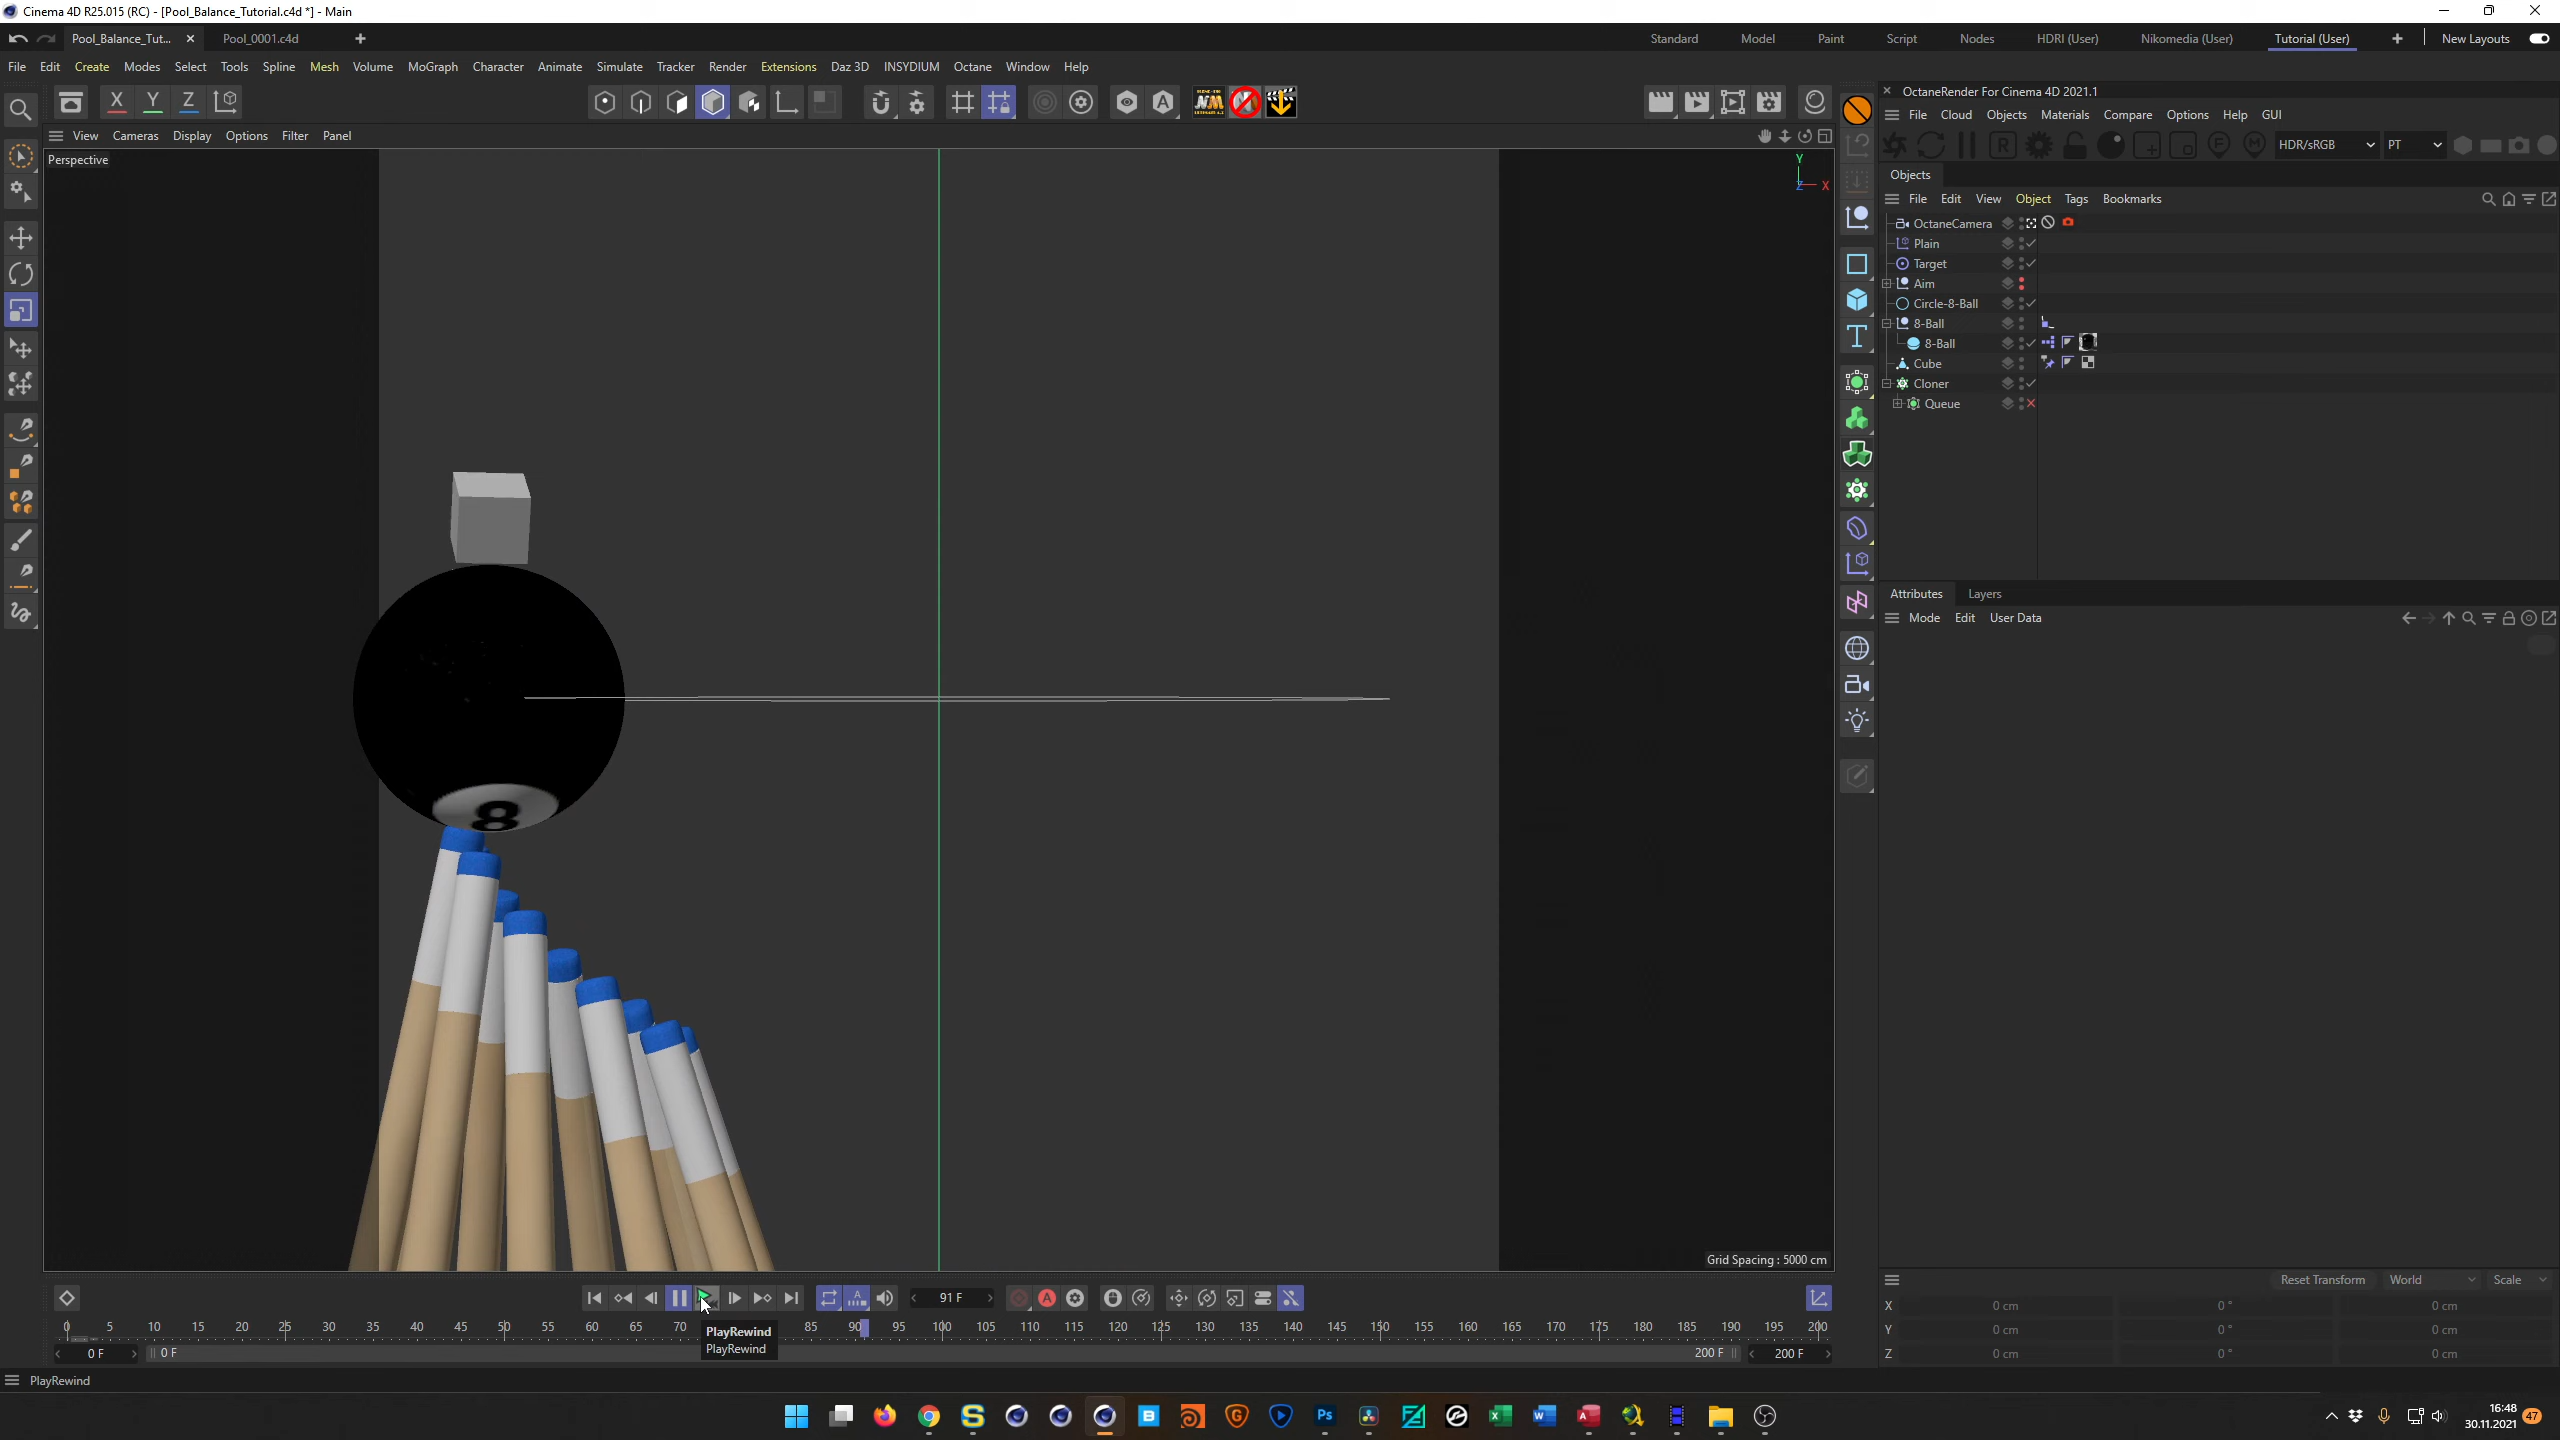 Cinema 4D R25.015 (RC) - [Pool_Balance_Tutorial.c4d *] - Main
Pool_Balance_Tut... Pool_0001.c4d
Standard Model Paint Script Nodes HDRI (User) Nikomedia (User) Tutorial (User) New Layouts
File Edit Create Modes Select Tools Spline Mesh Volume MoGraph Character Animate Simulate Tracker Render Extensions Daz 3D INSYDIUM Octane Window Help
X Y Z
View Cameras Display Options Filter Panel
Perspective
Y
X
Z
8
Grid Spacing : 5000 cm
OctaneRender For Cinema 4D 2021.1
File Cloud Objects Materials Compare Options Help GUI
HDR/sRGB PT
Objects
File Edit View Object Tags Bookmarks
OctaneCamera
Plain
Target
Aim
Circle-8-Ball
8-Ball
8-Ball
Cube
Cloner
Queue
Attributes Layers
Mode Edit User Data
Reset Transform World Scale
X 0 cm 0 ° 0 cm
Y 0 cm 0 ° 0 cm
Z 0 cm 0 ° 0 cm
91 F
0 5 10 15 20 25 30 35 40 45 50 55 60 65 70 85 90 95 100 105 110 115 120 125 130 135 140 145 150 155 160 165 170 175 180 185 190 195 200
PlayRewind
PlayRewind
0 F 0 F 200 F 200 F
PlayRewind
16:48
30.11.2021
47